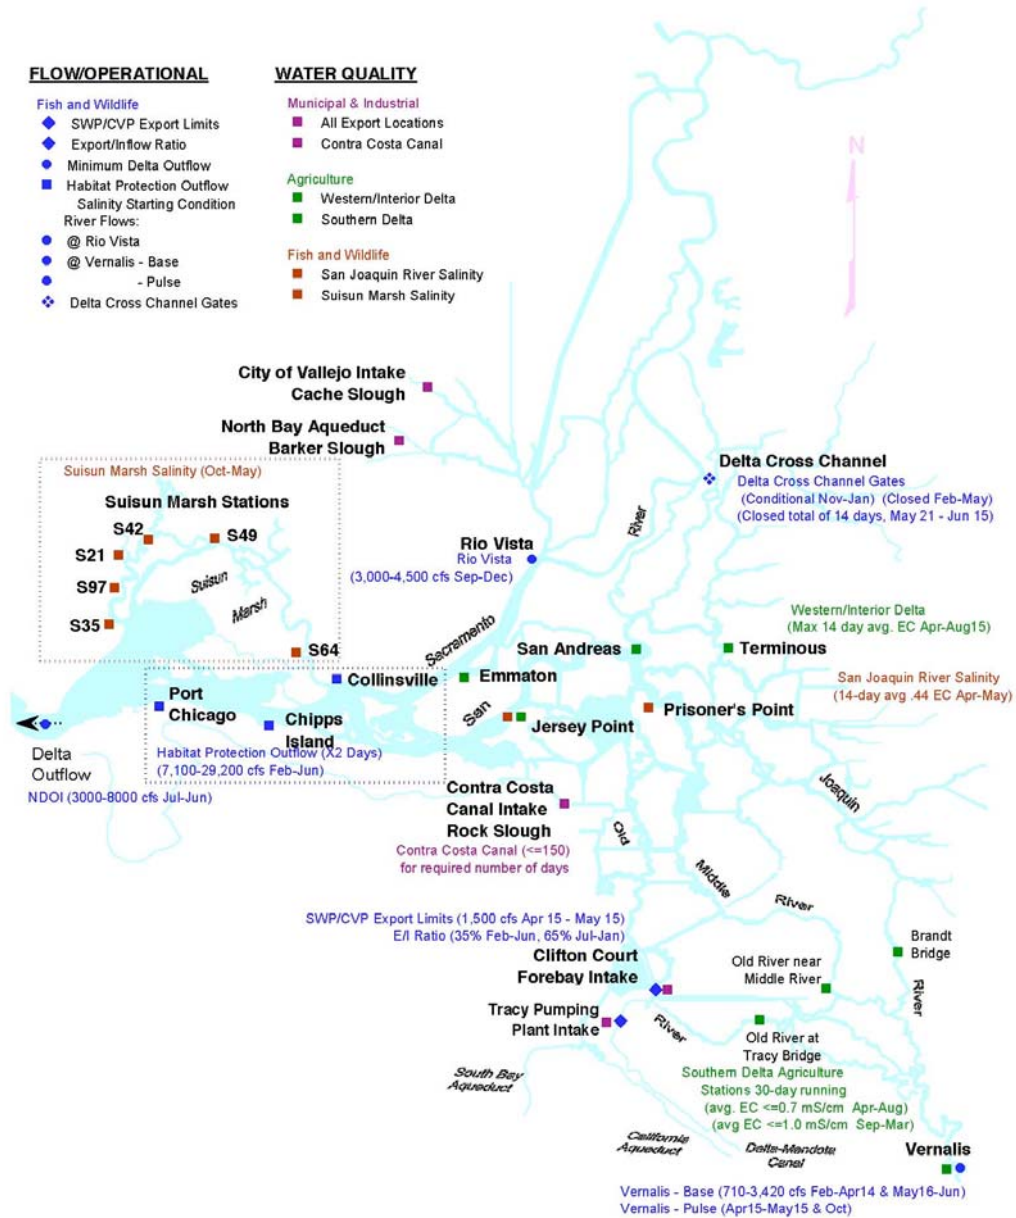 FLOW/OPERATIONAL
Fish and Wildlife
SWP/CVP Export Limits
Export/Inflow Ratio
Minimum Delta Outflow
Habitat Protection Outflow
Salinity Starting Condition
River Flows:
@ Rio Vista
@ Vernalis - Base
- Pulse
Delta Cross Channel Gates
WATER QUALITY
Municipal & Industrial
All Export Locations
Contra Costa Canal
Agriculture
Western/Interior Delta
Southern Delta
Fish and Wildlife
San Joaquin River Salinity
Suisun Marsh Salinity
N
City of Vallejo Intake
Cache Slough
North Bay Aqueduct
Barker Slough
Delta Cross Channel
Delta Cross Channel Gates
(Conditional Nov-Jan) (Closed Feb-May)
(Closed total of 14 days, May 21 - Jun 15)
Suisun Marsh Salinity (Oct-May)
Suisun Marsh Stations
S42
S49
S21
S97
S35
S64
Suisun
Marsh
River
Rio Vista
Rio Vista
(3,000-4,500 cfs Sep-Dec)
Sacramento
Western/Interior Delta
(Max 14 day avg. EC Apr-Aug15)
San Andreas
Terminous
Collinsville
Emmaton
San Joaquin River Salinity
(14-day avg .44 EC Apr-May)
Port
Chicago
Chipps
Island
San
Jersey Point
Prisoner's Point
Delta
Outflow
Habitat Protection Outflow (X2 Days)
(7,100-29,200 cfs Feb-Jun)
NDOI (3000-8000 cfs Jul-Jun)
Joaquin
Contra Costa
Canal Intake
Rock Slough
Contra Costa Canal (<=150)
for required number of days
Old
Middle
River
SWP/CVP Export Limits (1,500 cfs Apr 15 - May 15)
E/I Ratio (35% Feb-Jun, 65% Jul-Jan)
Clifton Court
Forebay Intake
Old River near
Middle River
Brandt
Bridge
River
Tracy Pumping
Plant Intake
River
Old River at
Tracy Bridge
South Bay
Aqueduct
Southern Delta Agriculture
Stations 30-day running
(avg. EC <=0.7 mS/cm Apr-Aug)
(avg EC <=1.0 mS/cm Sep-Mar)
California
Aqueduct
Delta-Mendota
Canal
Vernalis
Vernalis - Base (710-3,420 cfs Feb-Apr14 & May16-Jun)
Vernalis - Pulse (Apr15-May15 & Oct)